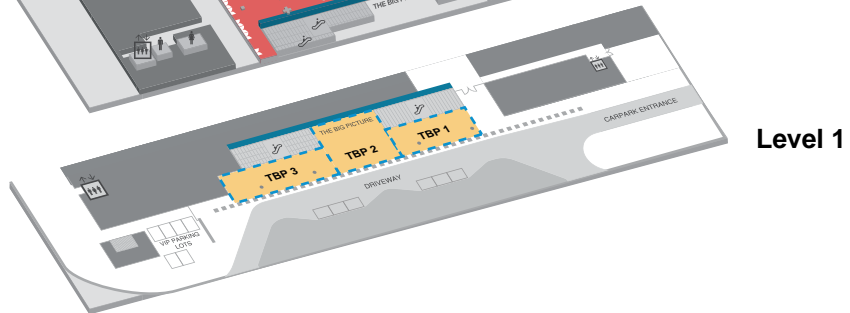 THE BIG
Level 1
CARPARK ENTRANCE
THE BIG PICTURE
TBP 1
TBP 2
TBP 3
DRIVEWAY
VIP PARKING
LOTS